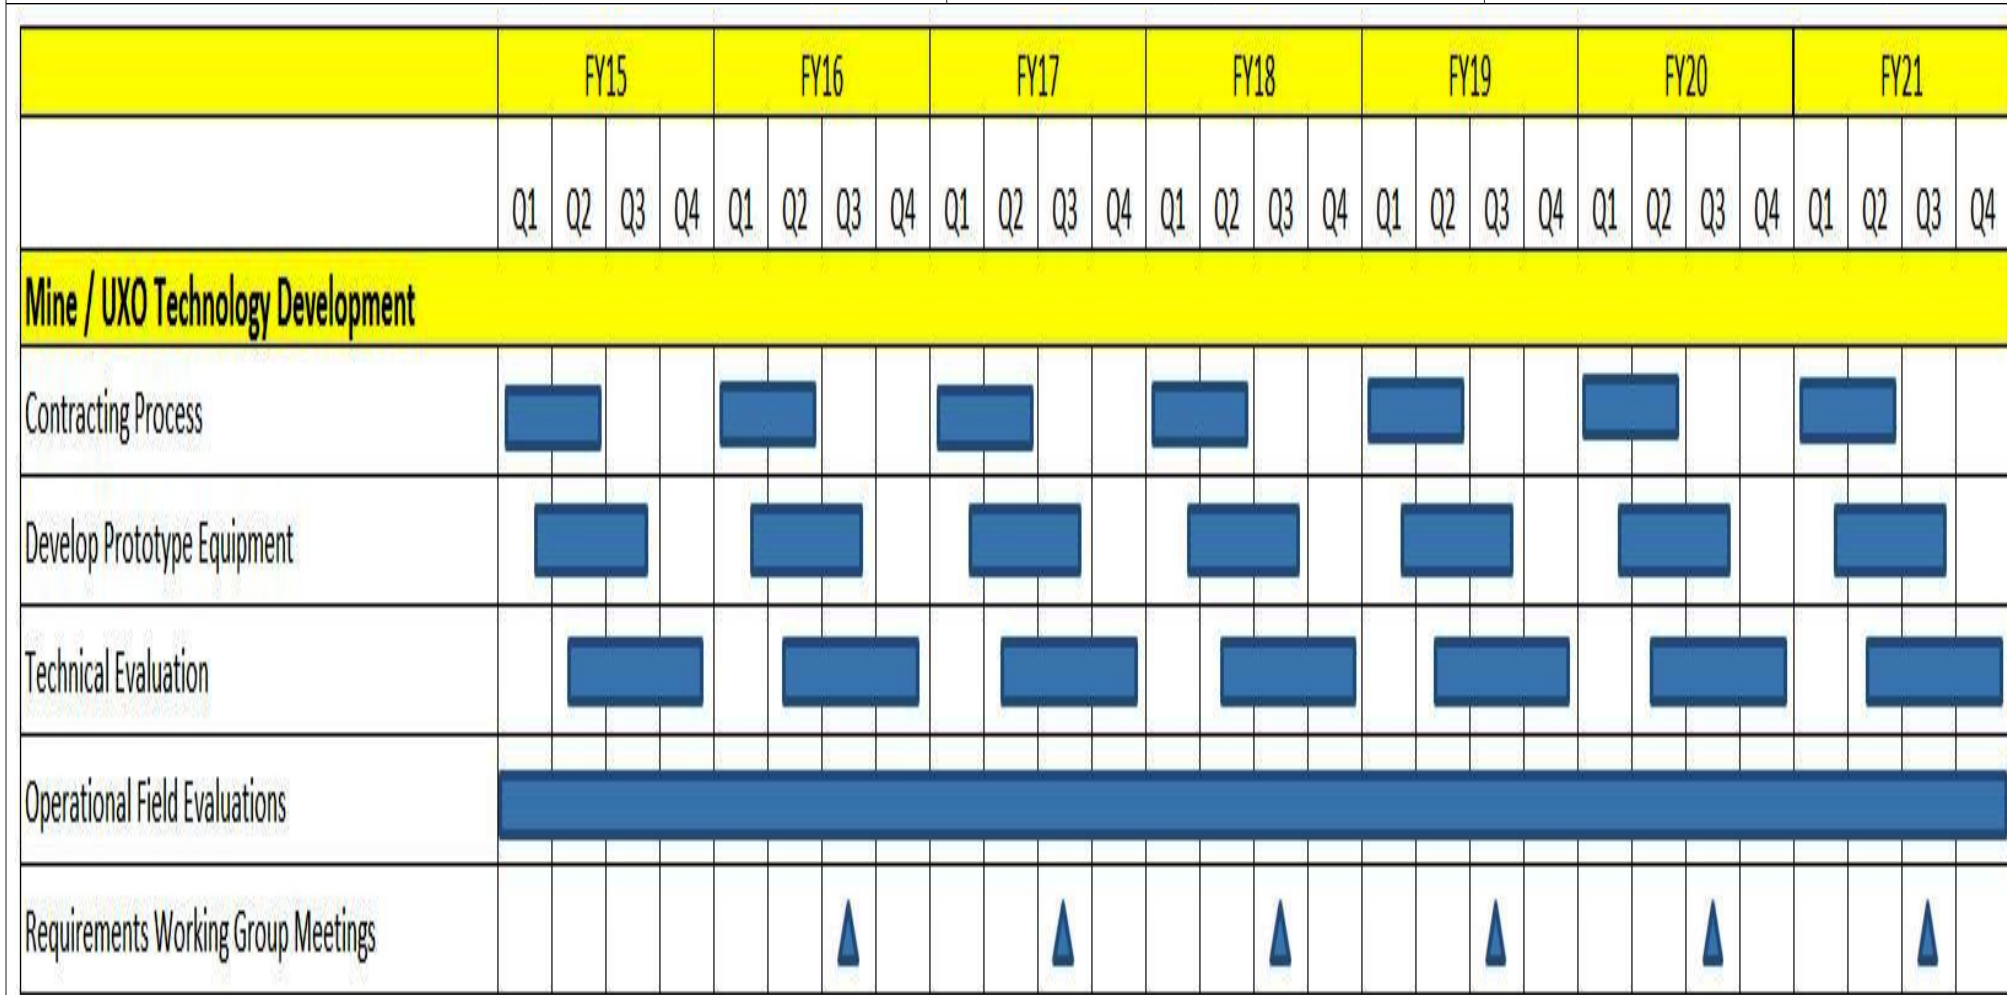 FY15 FY16 FY17 FY18 FY19 FY20 FY21
Q1 Q2 Q3 Q4 Q1 Q2 Q3 Q4 Q1 Q2 Q3 Q4 Q1 Q2 Q3 Q4 Q1 Q2 Q3 Q4 Q1 Q2 Q3 Q4 Q1 Q2 Q3 Q4
Mine / UXO Technology Development
Contracting Process
Develop Prototype Equipment
Technical Evaluation
Operational Field Evaluations
Requirements Working Group Meetings